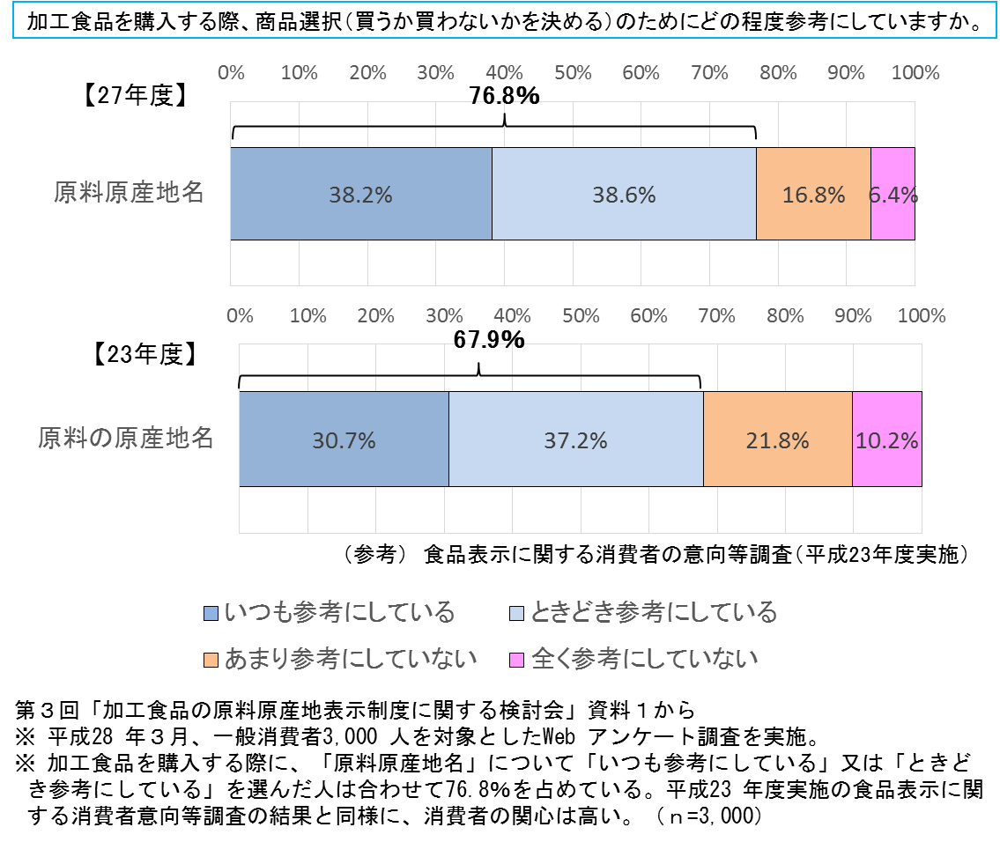 加工食品を購入する際、商品選択（買うか買わないかを決める）のためにどの程度参考にしていますか。
0% 10% 20% 30% 40% 50% 60% 70% 80% 90% 100%
【27年度】
76.8%
原料原産地名
38.2% 38.6% 16.8% 6.4%
0% 10% 20% 30% 40% 50% 60% 70% 80% 90% 100%
【23年度】
67.9%
原料の原産地名
30.7% 37.2% 21.8% 10.2%
（参考） 食品表示に関する消費者の意向等調査（平成23年度実施）
いつも参考にしている ときどき参考にしている
あまり参考にしていない 全く参考にしていない
第３回「加工食品の原料原産地表示制度に関する検討会」資料１から
※ 平成28 年３月、一般消費者3,000 人を対象としたWeb アンケート調査を実施。
※ 加工食品を購入する際に、「原料原産地名」について「いつも参考にしている」又は「ときど
き参考にしている」を選んだ人は合わせて76.8%を占めている。平成23 年度実施の食品表示に関
する消費者意向等調査の結果と同様に、消費者の関心は高い。（ｎ=3,000）